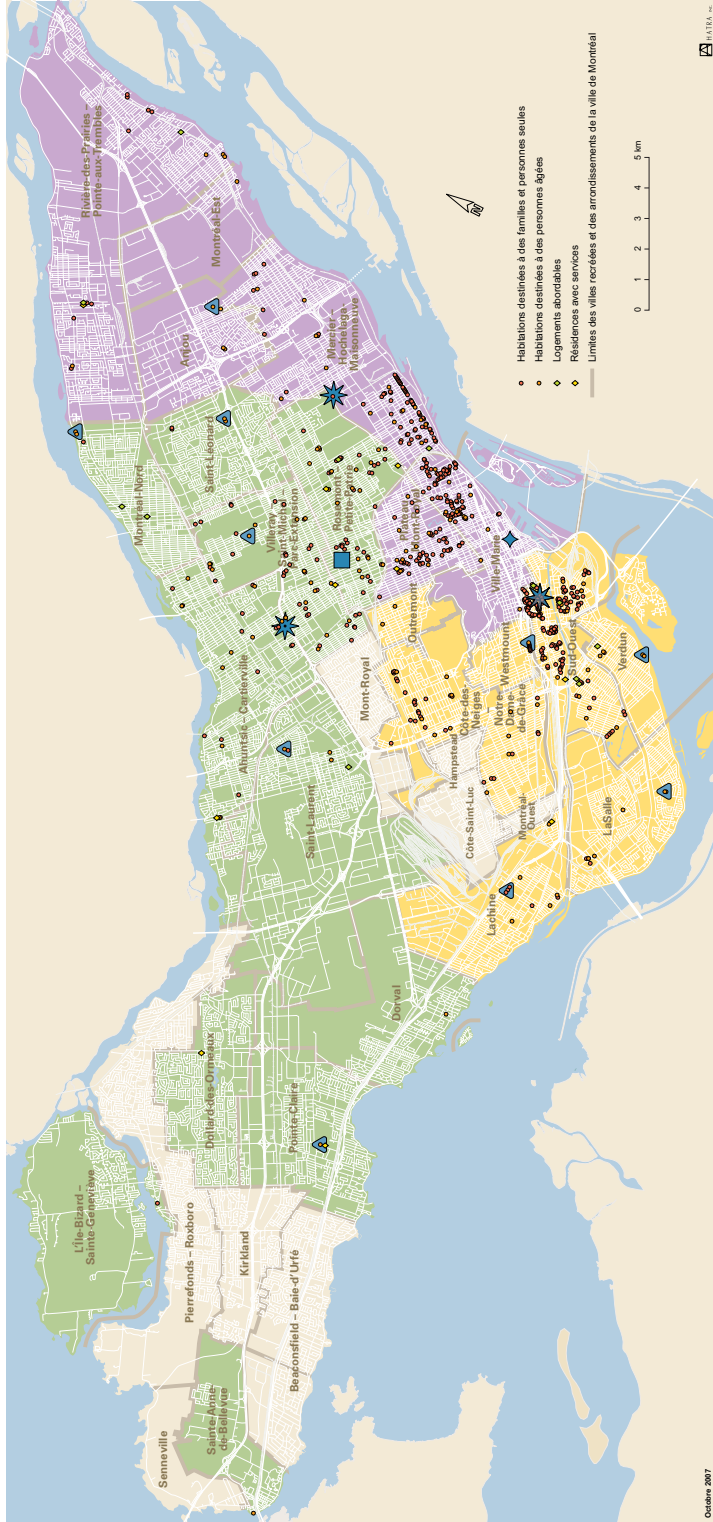 Rivière-des-Prairies –
Pointe-aux-Trembles
Montréal-Est
Anjou
Mercier –
Hochelaga-
Maisonneuve
Saint-Léonard
Montréal-Nord
Villeray
Saint-Michel –
Parc-Extension
Rosemont –
Petite-Patrie
Plateau
Mont-Royal
Ville-Marie
Outremont
Ahuntsic - Cartierville
Mont-Royal
Saint-Laurent
Côte-des-
Neiges
–
Notre-
Dame-
de-Grâce
Westmount
Sud-Ouest
Verdun
Hampstead
Côte-Saint-Luc
Montréal-
Ouest
LaSalle
Lachine
Dorval
Dollard-des-Ormeaux
Pointe-Claire
L'Île-Bizard –
Sainte-Geneviève
Pierrefonds – Roxboro
Kirkland
Beaconsfield – Baie-d'Urfé
Sainte-Anne-
de-Bellevue
Senneville
N
Habitations destinées à des familles et personnes seules
Habitations destinées à des personnes âgées
Logements abordables
Résidences avec services
Limites des villes recréées et des arrondissements de la ville de Montréal
0 1 2 3 4 5 km
HATRA inc.
Octobre 2007